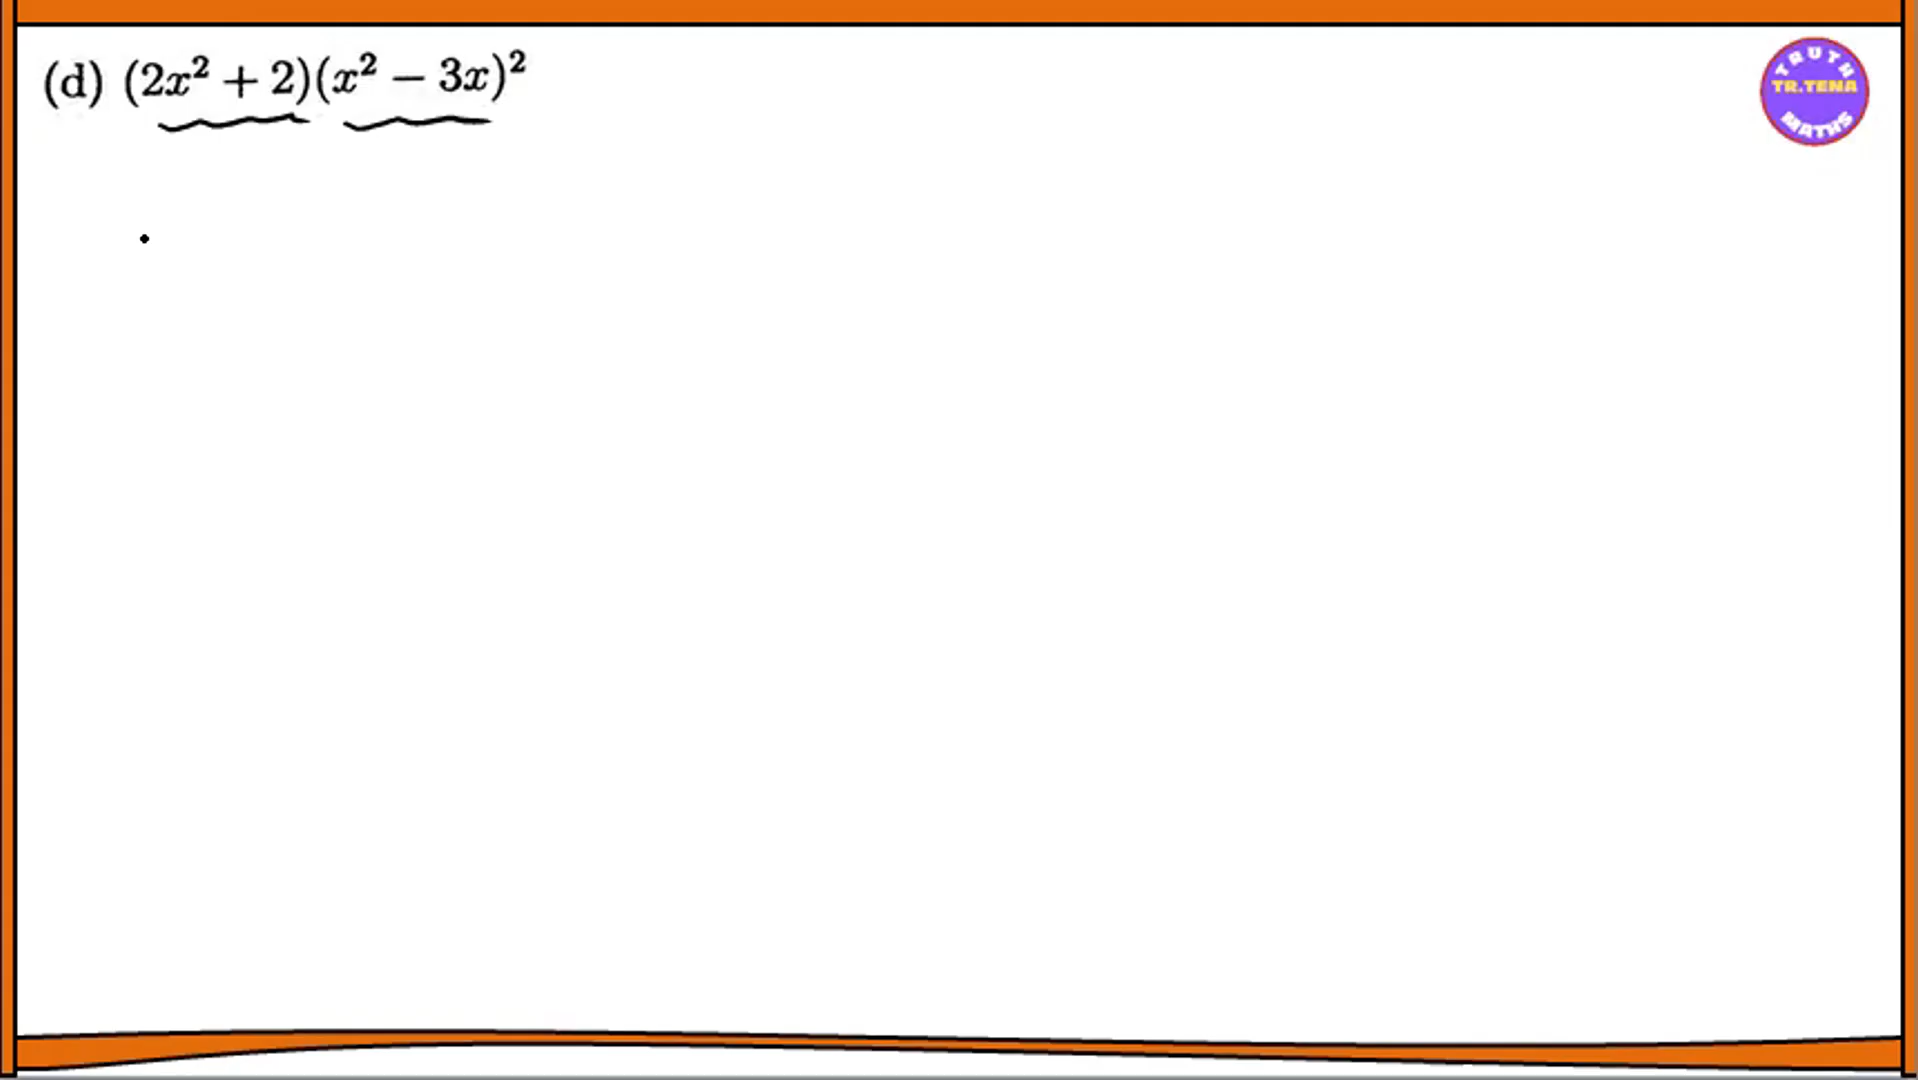 (d) (2x² + 2)(x² − 3x)²
TRUTH
TR.TENA
MATHS